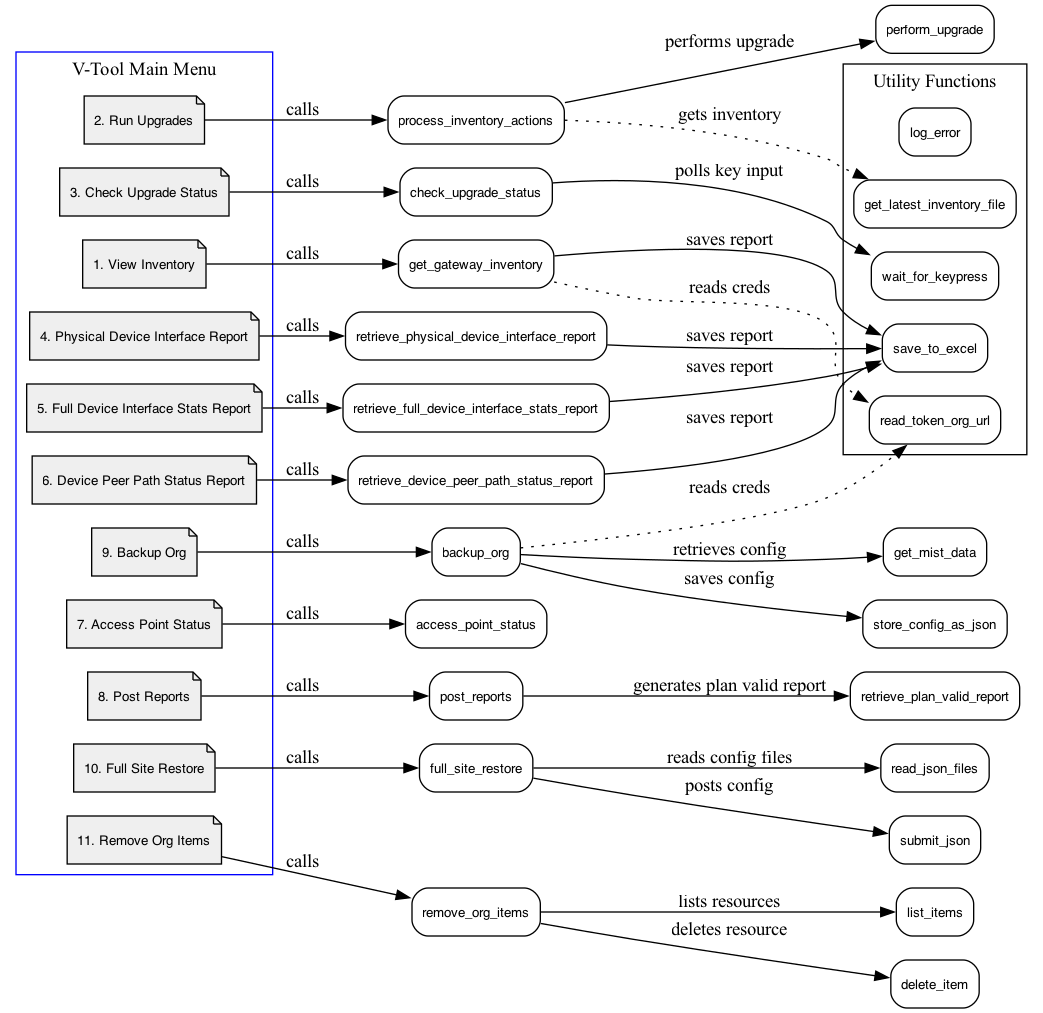 perform_upgrade
performs upgrade
V-Tool Main Menu
Utility Functions
2. Run Upgrades
calls
process_inventory_actions
gets inventory
log_error
3. Check Upgrade Status
calls
check_upgrade_status
polls key input
get_latest_inventory_file
1. View Inventory
calls
get_gateway_inventory
saves report
wait_for_keypress
reads creds
4. Physical Device Interface Report
calls
retrieve_physical_device_interface_report
saves report
save_to_excel
saves report
5. Full Device Interface Stats Report
calls
retrieve_full_device_interface_stats_report
saves report
read_token_org_url
6. Device Peer Path Status Report
calls
retrieve_device_peer_path_status_report
reads creds
9. Backup Org
calls
backup_org
retrieves config
get_mist_data
saves config
7. Access Point Status
calls
access_point_status
store_config_as_json
8. Post Reports
calls
post_reports
generates plan valid report
retrieve_plan_valid_report
10. Full Site Restore
calls
full_site_restore
reads config files
read_json_files
posts config
11. Remove Org Items
calls
submit_json
remove_org_items
lists resources
list_items
deletes resource
delete_item